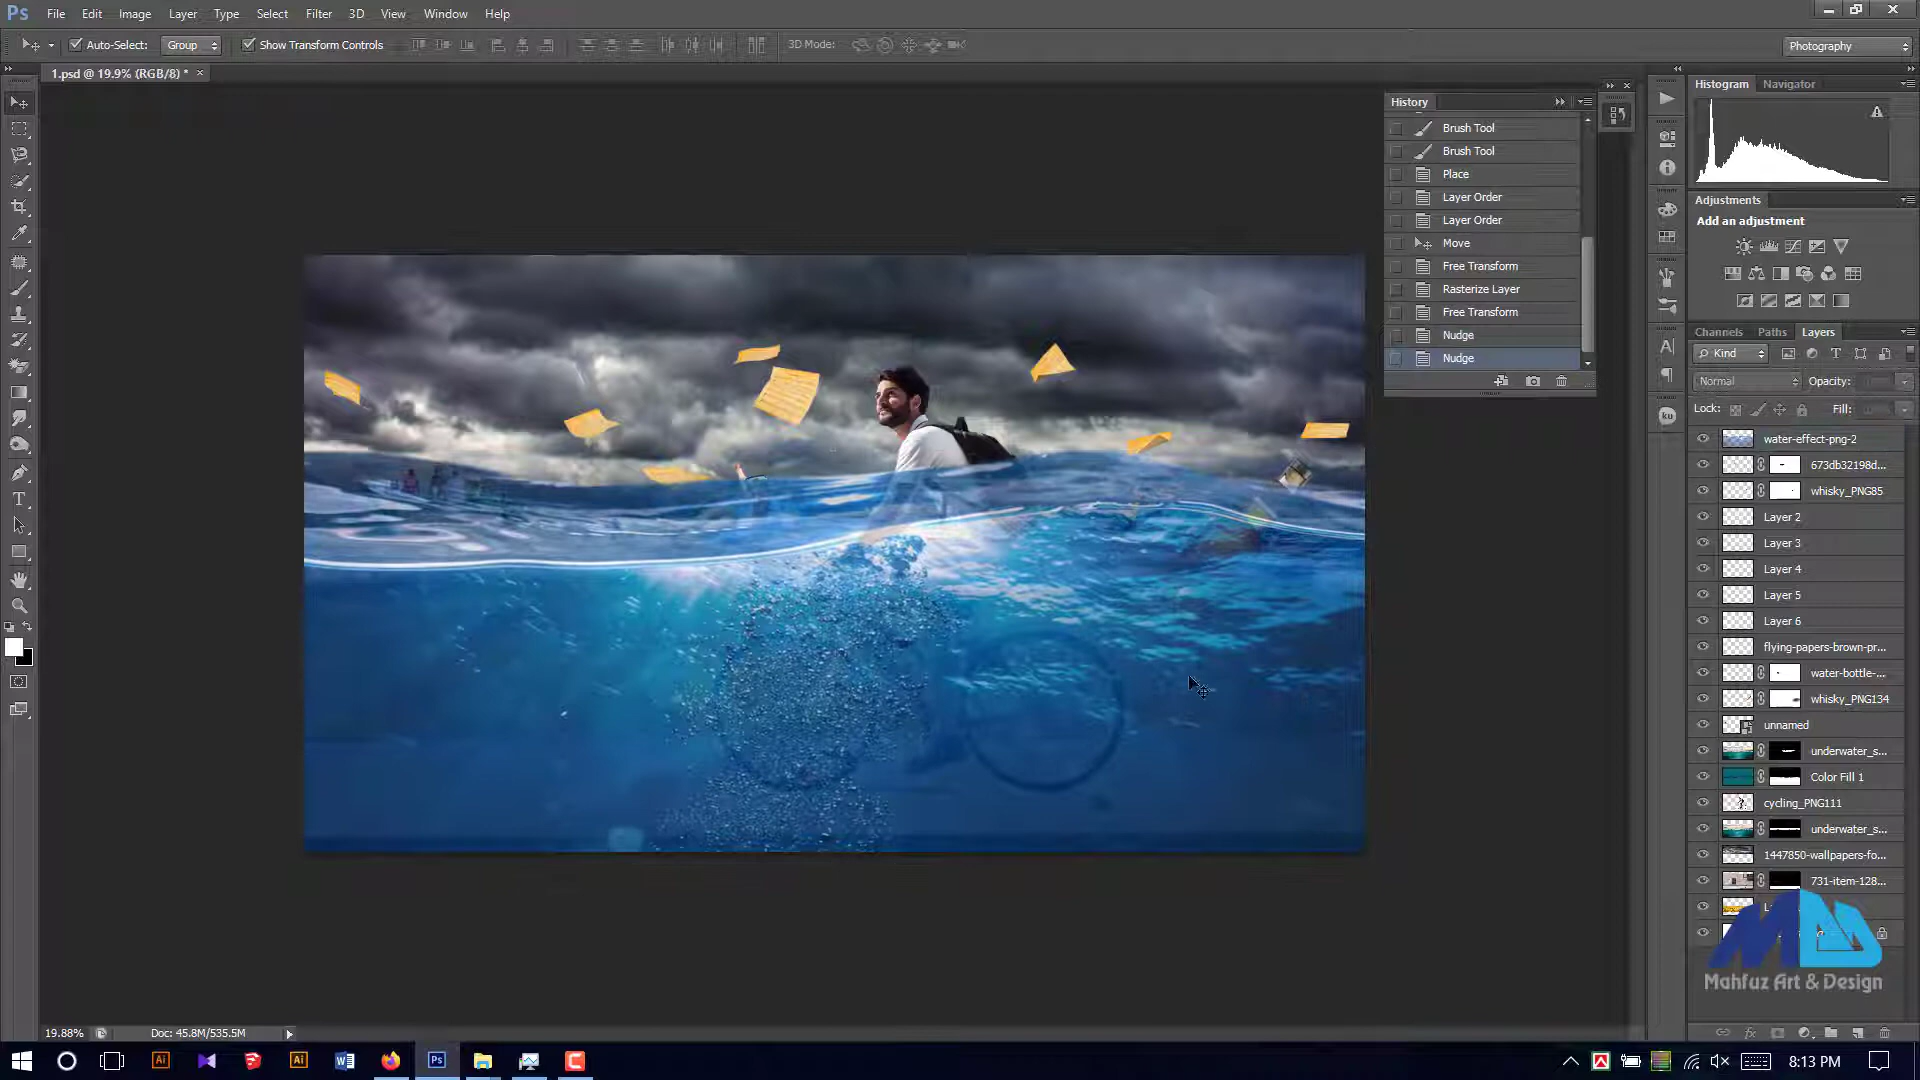 Ps File Edit Image Layer Type Select Filter 3D View Window Help
Auto-Select: Group Show Transform Controls 3D Mode: Photography
1.psd @ 19.9% (RGB/8) * ×
History
Brush Tool
Brush Tool
Place
Layer Order
Layer Order
Move
Free Transform
Rasterize Layer
Free Transform
Nudge
Nudge
Histogram Navigator
Adjustments
Add an adjustment
Channels Paths Layers
Kind
Normal Opacity:
Lock: Fill:
water-effect-png-2
673db32198d...
whisky_PNG85
Layer 2
Layer 3
Layer 4
Layer 5
Layer 6
flying-papers-brown-pr...
water-bottle-...
whisky_PNG134
unnamed
underwater_s...
Color Fill 1
cycling_PNG111
underwater_s...
1447850-wallpapers-fo...
731-item-128...
Mahfuz Art & Design
19.88% Doc: 45.8M/535.5M
8:13 PM